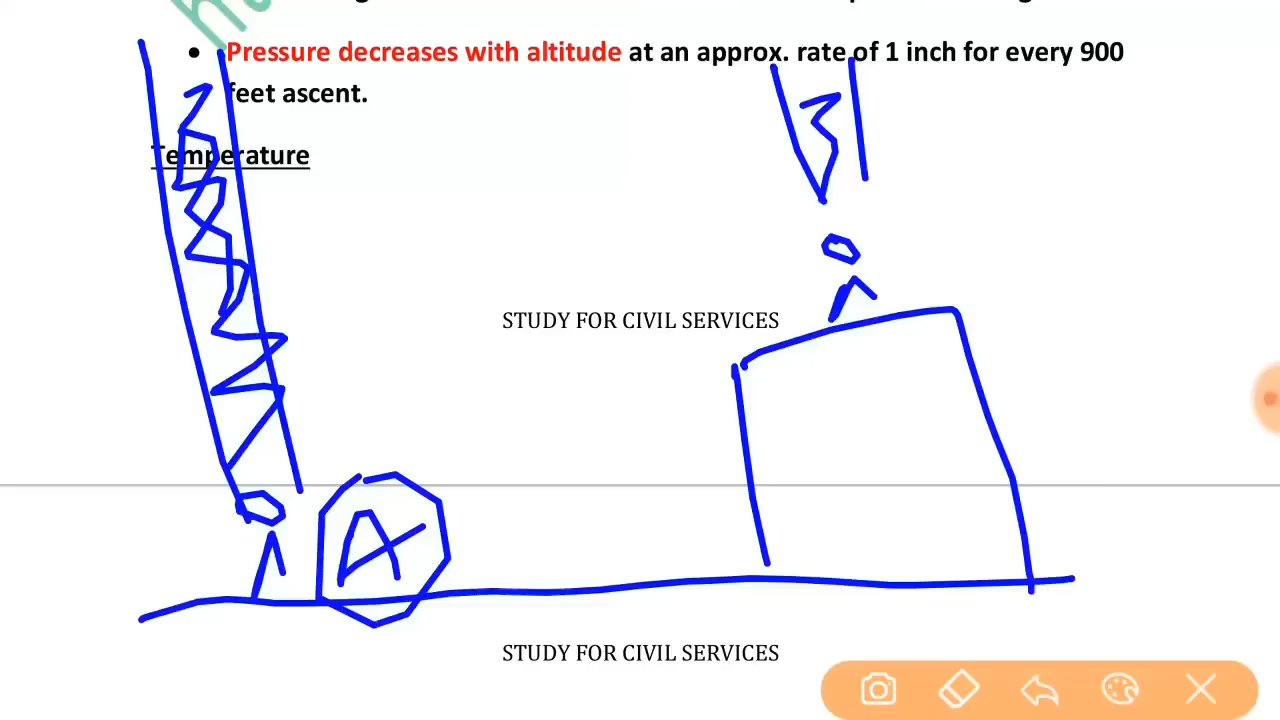 • Pressure decreases with altitude at an approx. rate of 1 inch for every 900
feet ascent.
Temperature
STUDY FOR CIVIL SERVICES
A
STUDY FOR CIVIL SERVICES